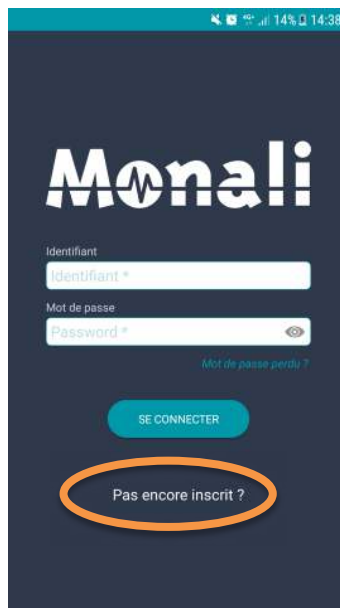 14% 14:38
Monali
Identifiant
Identifiant *
Mot de passe
Password *
Mot de passe perdu ?
SE CONNECTER
Pas encore inscrit ?